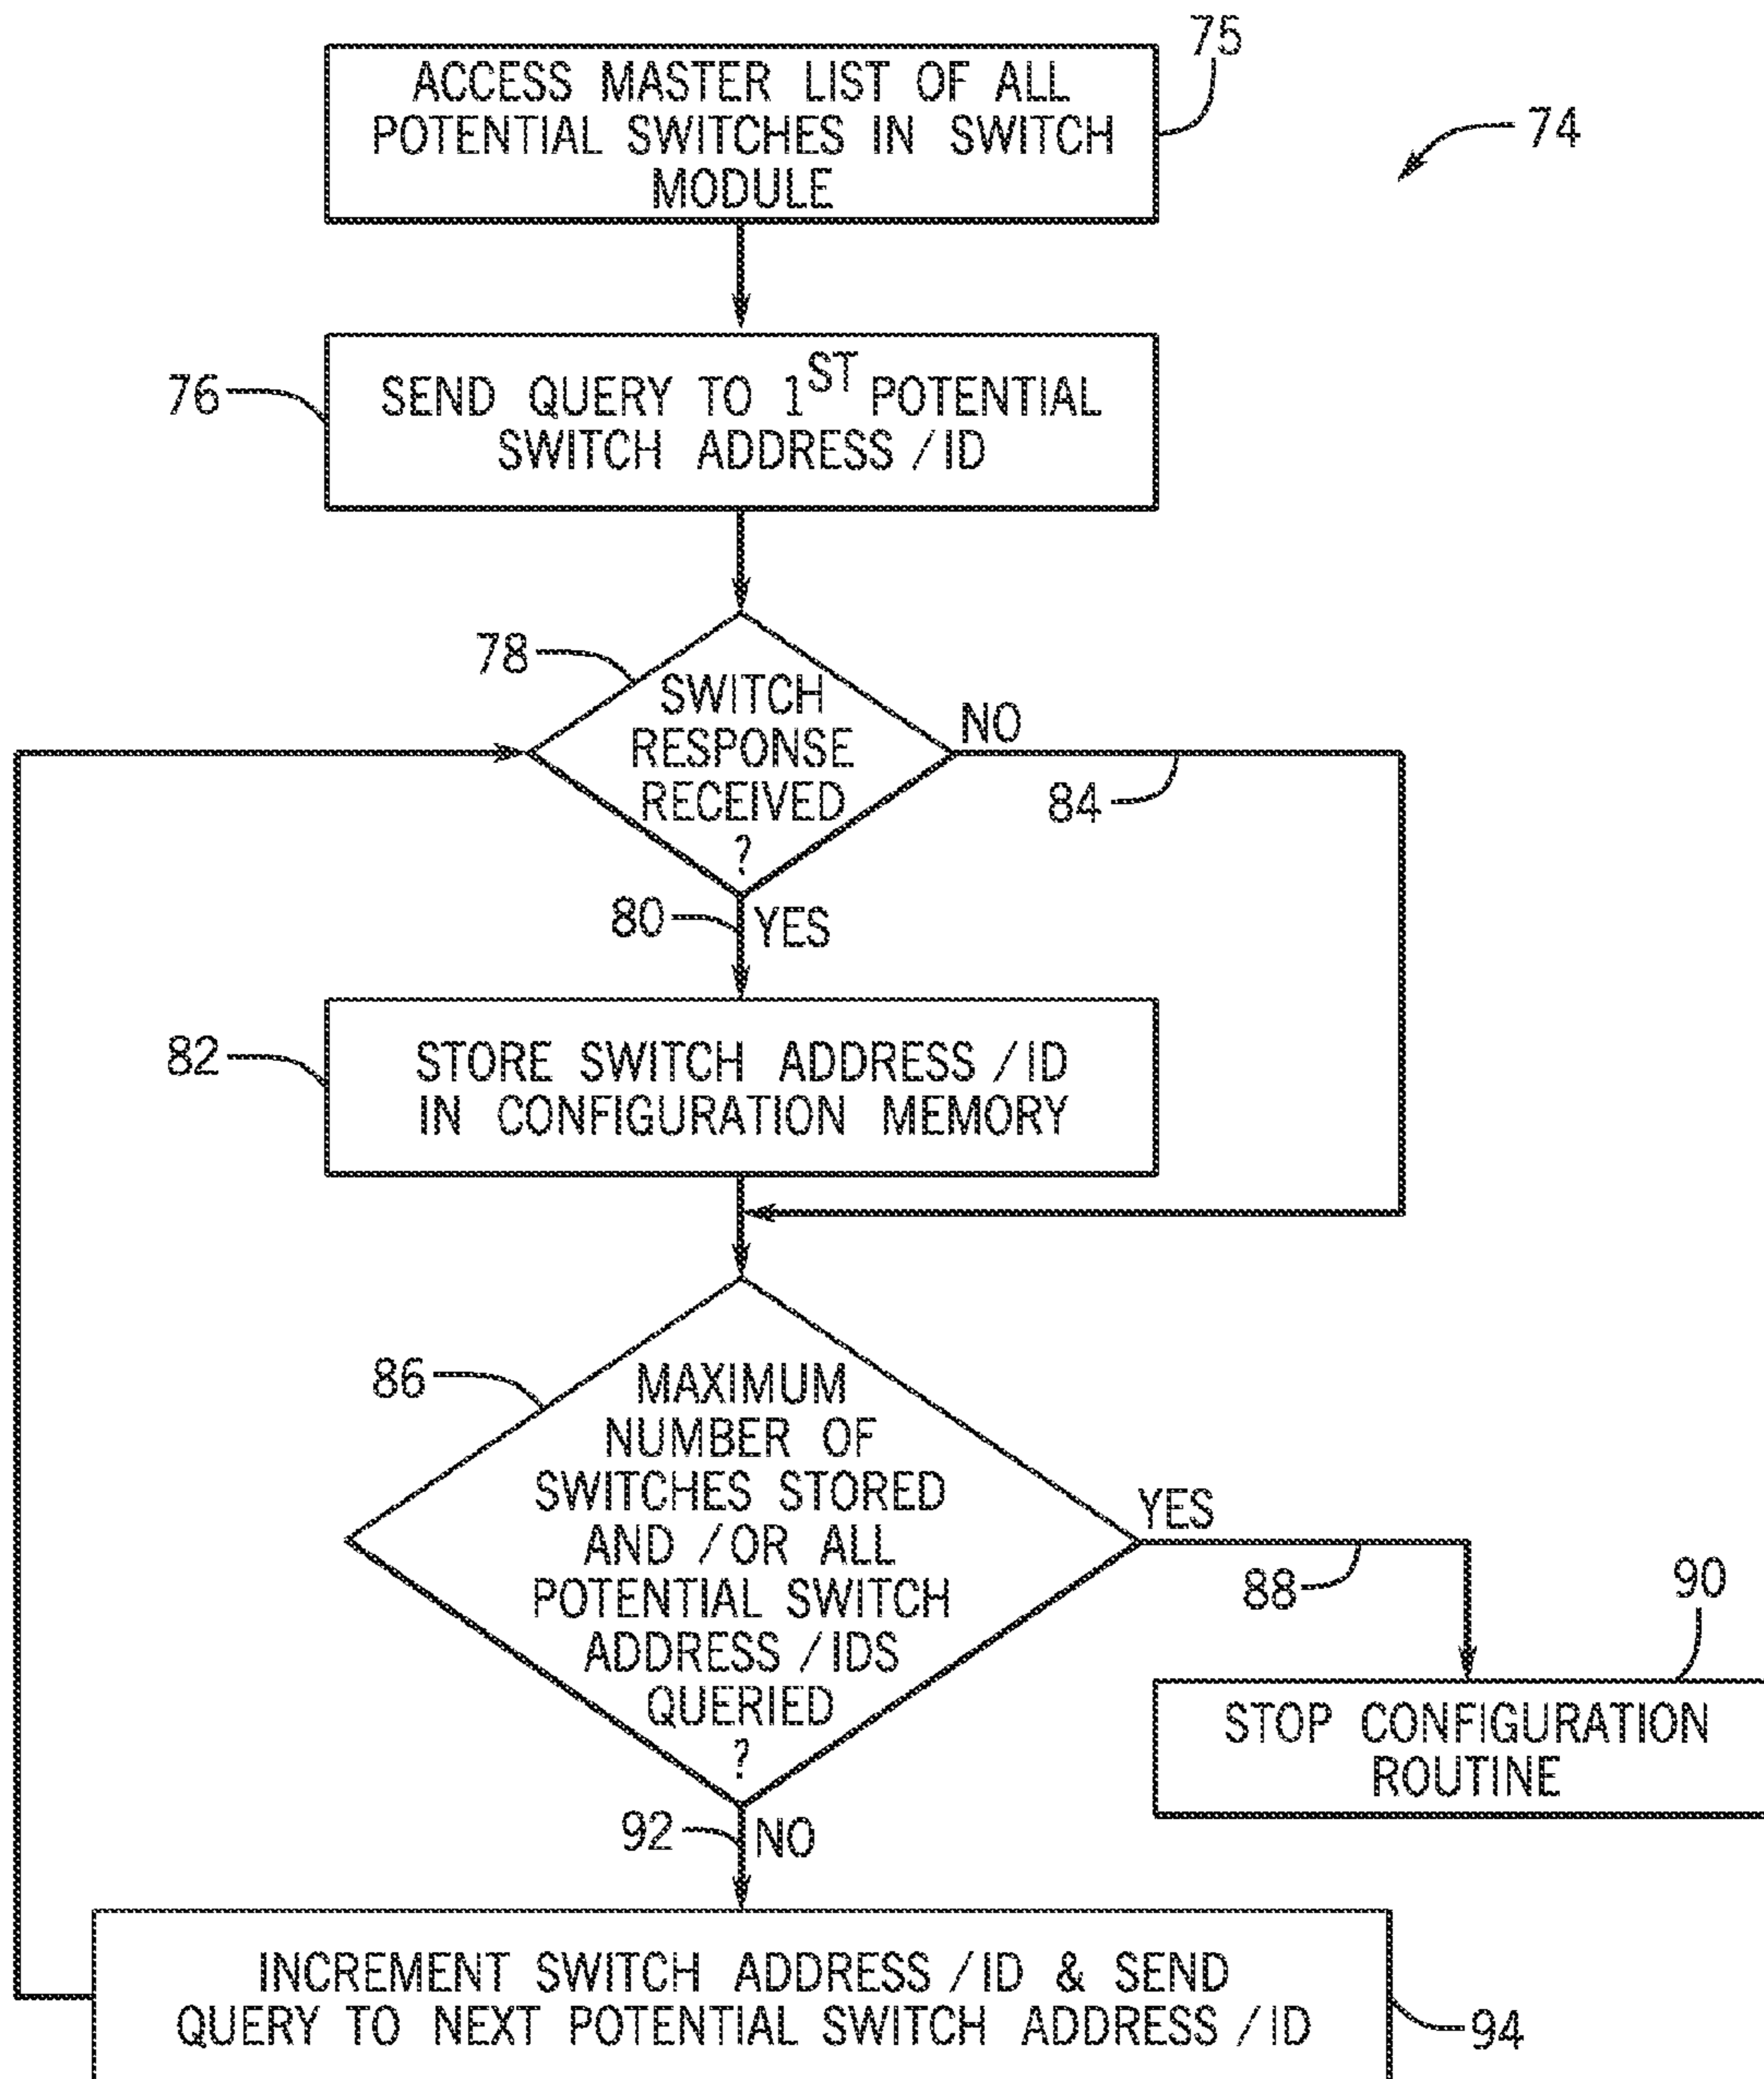 75
ACCESS MASTER LIST OF ALL
POTENTIAL SWITCHES IN SWITCH
MODULE
74
76
SEND QUERY TO 1ST POTENTIAL
SWITCH ADDRESS /ID
78
SWITCH
RESPONSE
RECEIVED
?
NO
84
80
YES
82
STORE SWITCH ADDRESS /ID
IN CONFIGURATION MEMORY
86
MAXIMUM
NUMBER OF
SWITCHES STORED
AND /OR ALL
POTENTIAL SWITCH
ADDRESS /IDS
QUERIED
?
YES
88
90
STOP CONFIGURATION
ROUTINE
92
NO
INCREMENT SWITCH ADDRESS /ID & SEND
QUERY TO NEXT POTENTIAL SWITCH ADDRESS /ID
94